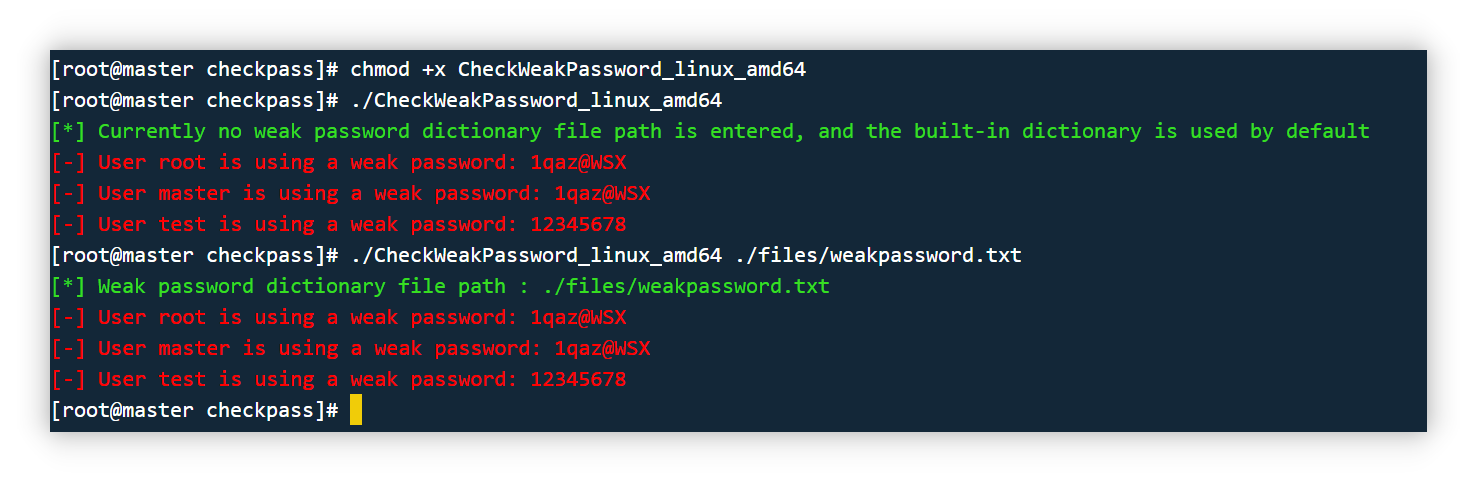 [root@master checkpass]# chmod +x CheckWeakPassword_linux_amd64
[root@master checkpass]# ./CheckWeakPassword_linux_amd64
[*] Currently no weak password dictionary file path is entered, and the built-in dictionary is used by default
[-] User root is using a weak password: 1qaz@WSX
[-] User master is using a weak password: 1qaz@WSX
[-] User test is using a weak password: 12345678
[root@master checkpass]# ./CheckWeakPassword_linux_amd64 ./files/weakpassword.txt
[*] Weak password dictionary file path : ./files/weakpassword.txt
[-] User root is using a weak password: 1qaz@WSX
[-] User master is using a weak password: 1qaz@WSX
[-] User test is using a weak password: 12345678
[root@master checkpass]#